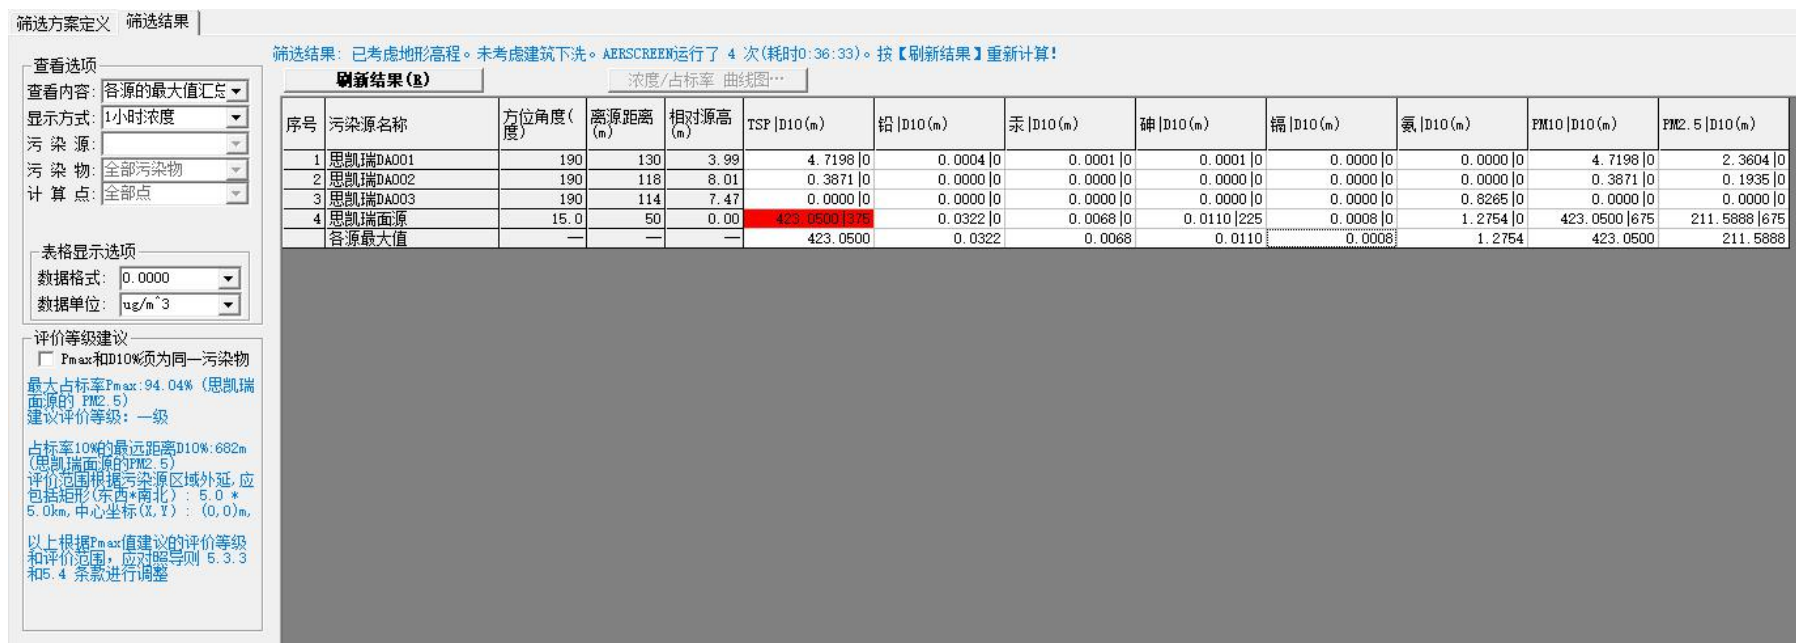 筛选方案定义 筛选结果
筛选结果: 已考虑地形高程。未考虑建筑下洗。AERSCREEN运行了 4 次(耗时0:36:33)。按【刷新结果】重新计算!
查看选项
查看内容: 各源的最大值汇总
显示方式: 1小时浓度
污 染 源:
污 染 物: 全部污染物
计 算 点: 全部点
表格显示选项
数据格式: 0.0000
数据单位: ug/m^3
评价等级建议
Pmax和D10%须为同一污染物
最大占标率Pmax:94.04% (思凯瑞
面源的 PM2.5)
建议评价等级: 一级
占标率10%的最远距离D10%:682m
(思凯瑞面源的PM2.5)
评价范围根据污染源区域外延,应
包括矩形(东西*南北) : 5.0 *
5.0km,中心坐标(X,Y) : (0,0)m,
以上根据Pmax值建议的评价等级
和评价范围, 应对照导则 5.3.3
和5.4 条款进行调整
刷新结果(R) 浓度/占标率 曲线图…
序号 污染源名称 方位角度(度) 离源距离(m) 相对源高(m) TSP|D10(m) 铅|D10(m) 汞|D10(m) 砷|D10(m) 镉|D10(m) 氨|D10(m) PM10|D10(m) PM2.5|D10(m)
1 思凯瑞DA001 190 130 3.99 4.7198|0 0.0004|0 0.0001|0 0.0001|0 0.0000|0 0.0000|0 4.7198|0 2.3604|0
2 思凯瑞DA002 190 118 8.01 0.3871|0 0.0000|0 0.0000|0 0.0000|0 0.0000|0 0.0000|0 0.3871|0 0.1935|0
3 思凯瑞DA003 190 114 7.47 0.0000|0 0.0000|0 0.0000|0 0.0000|0 0.0000|0 0.8265|0 0.0000|0 0.0000|0
4 思凯瑞面源 15.0 50 0.00 423.0500|375 0.0322|0 0.0068|0 0.0110|225 0.0008|0 1.2754|0 423.0500|675 211.5888|675
各源最大值 — — — 423.0500 0.0322 0.0068 0.0110 0.0008 1.2754 423.0500 211.5888